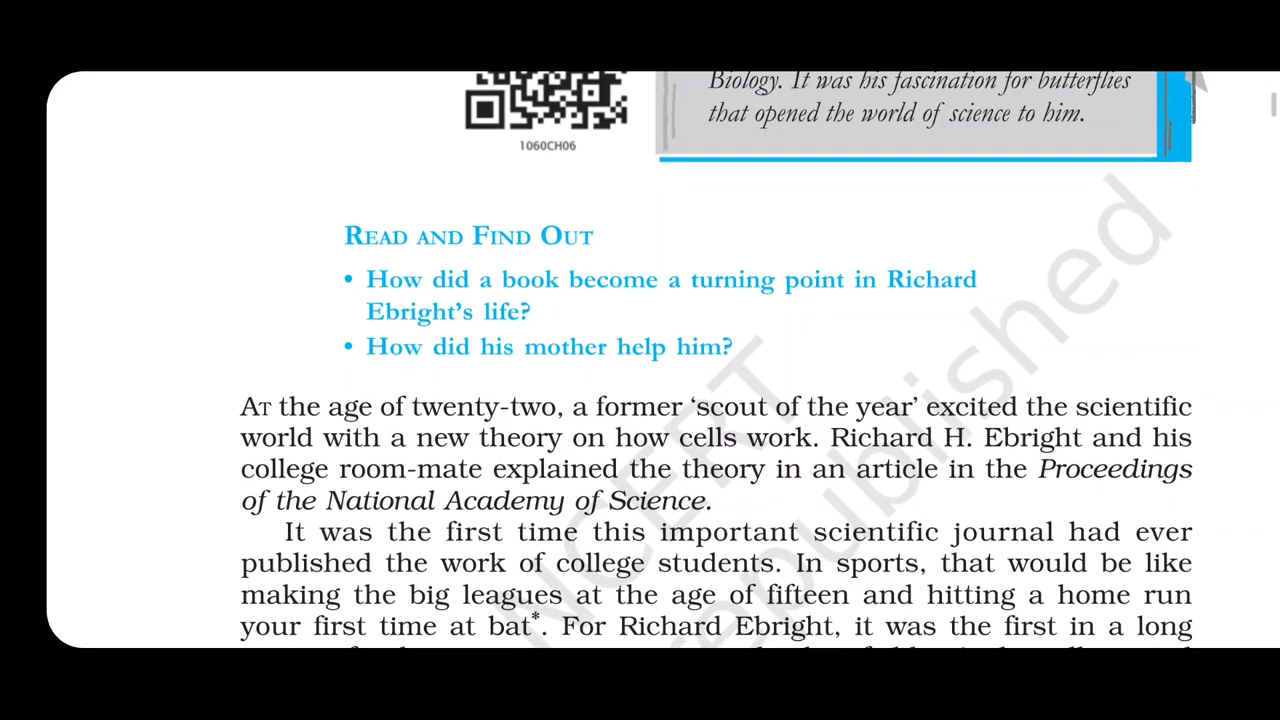 Biology. It was his fascination for butterflies
that opened the world of science to him.
1060CH06
READ AND FIND OUT
• How did a book become a turning point in Richard
Ebright's life?
• How did his mother help him?
AT the age of twenty-two, a former ‘scout of the year’ excited the scientific
world with a new theory on how cells work. Richard H. Ebright and his
college room-mate explained the theory in an article in the Proceedings
of the National Academy of Science.
It was the first time this important scientific journal had ever
published the work of college students. In sports, that would be like
making the big leagues at the age of fifteen and hitting a home run
your first time at bat*. For Richard Ebright, it was the first in a long
NCERT
republished